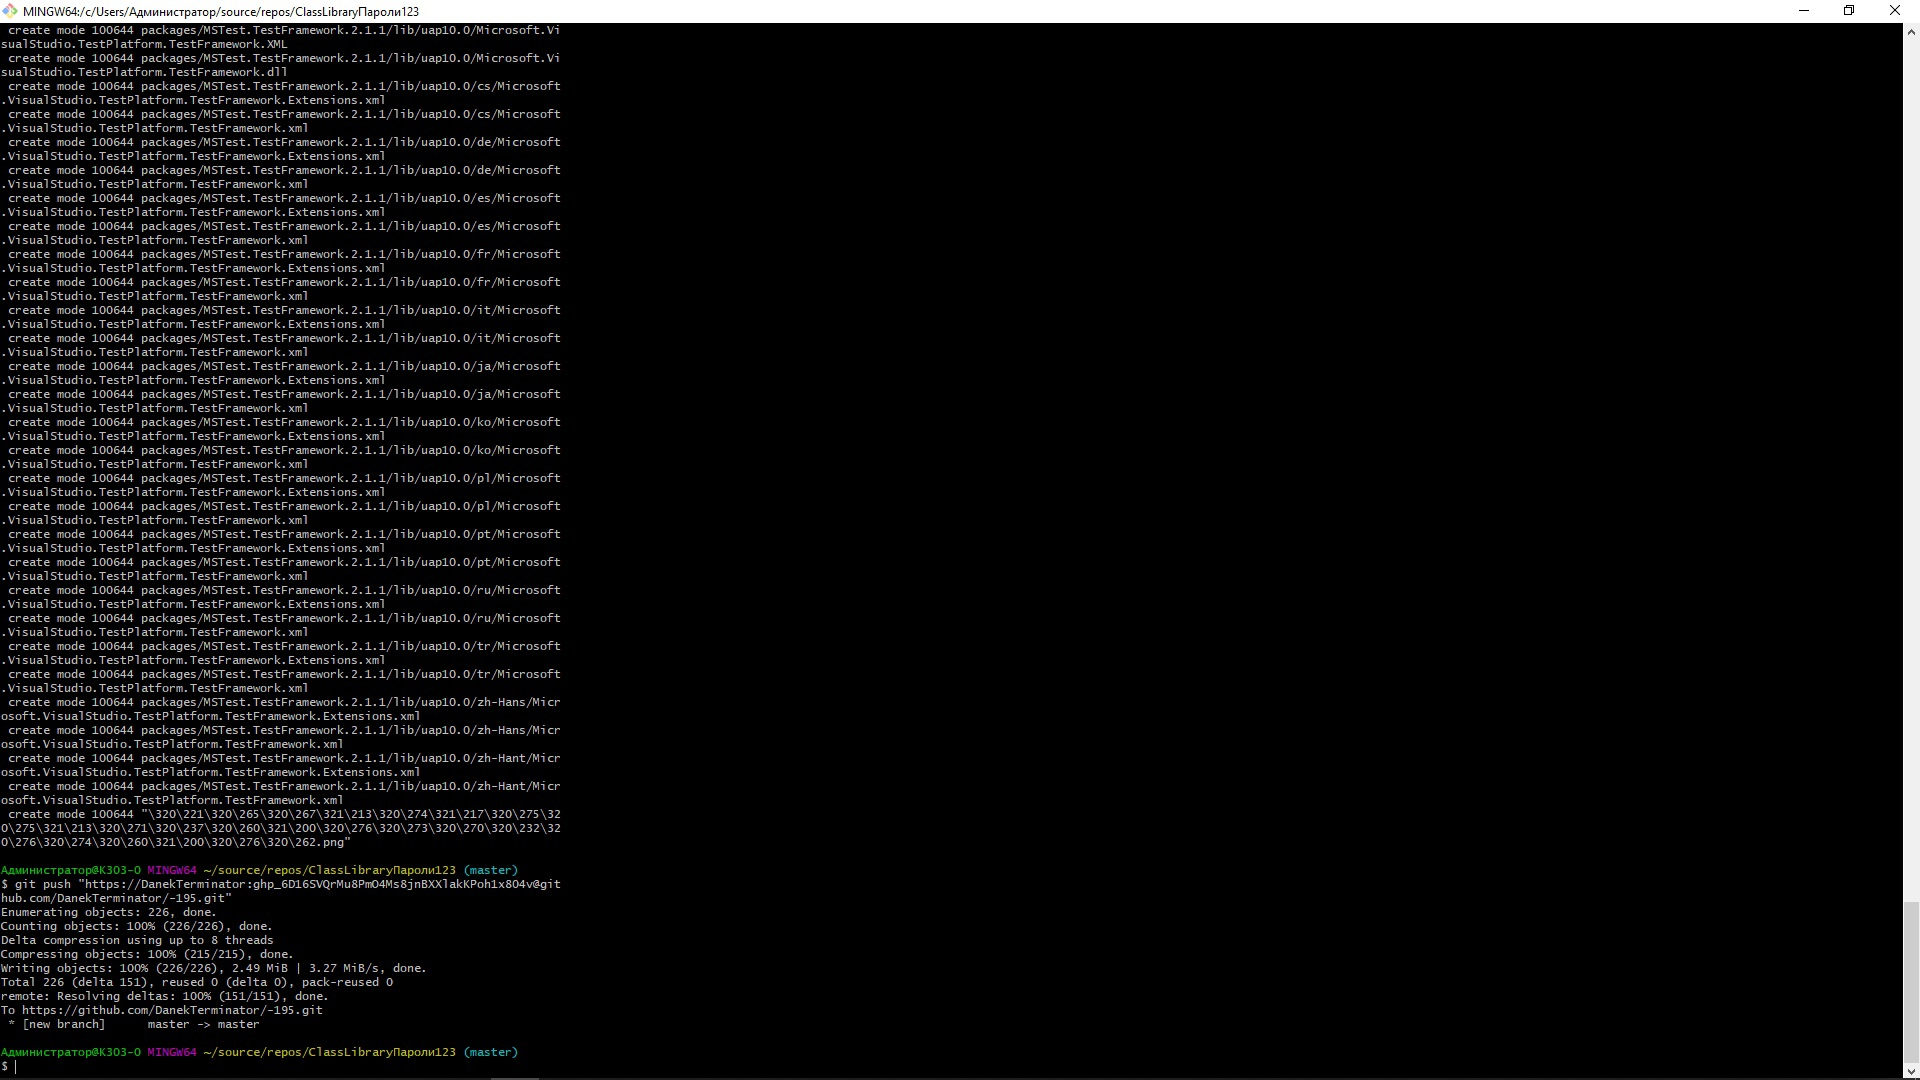 MINGW64:/c/Users/Администратор/source/repos/ClassLibraryПароли123
create mode 100644 packages/MSTest.TestFramework.2.1.1/lib/uap10.0/Microsoft.Vi
sualStudio.TestPlatform.TestFramework.XML
create mode 100644 packages/MSTest.TestFramework.2.1.1/lib/uap10.0/Microsoft.Vi
sualStudio.TestPlatform.TestFramework.dll
create mode 100644 packages/MSTest.TestFramework.2.1.1/lib/uap10.0/cs/Microsoft
.VisualStudio.TestPlatform.TestFramework.Extensions.xml
create mode 100644 packages/MSTest.TestFramework.2.1.1/lib/uap10.0/cs/Microsoft
.VisualStudio.TestPlatform.TestFramework.xml
create mode 100644 packages/MSTest.TestFramework.2.1.1/lib/uap10.0/de/Microsoft
.VisualStudio.TestPlatform.TestFramework.Extensions.xml
create mode 100644 packages/MSTest.TestFramework.2.1.1/lib/uap10.0/de/Microsoft
.VisualStudio.TestPlatform.TestFramework.xml
create mode 100644 packages/MSTest.TestFramework.2.1.1/lib/uap10.0/es/Microsoft
.VisualStudio.TestPlatform.TestFramework.Extensions.xml
create mode 100644 packages/MSTest.TestFramework.2.1.1/lib/uap10.0/es/Microsoft
.VisualStudio.TestPlatform.TestFramework.xml
create mode 100644 packages/MSTest.TestFramework.2.1.1/lib/uap10.0/fr/Microsoft
.VisualStudio.TestPlatform.TestFramework.Extensions.xml
create mode 100644 packages/MSTest.TestFramework.2.1.1/lib/uap10.0/fr/Microsoft
.VisualStudio.TestPlatform.TestFramework.xml
create mode 100644 packages/MSTest.TestFramework.2.1.1/lib/uap10.0/it/Microsoft
.VisualStudio.TestPlatform.TestFramework.Extensions.xml
create mode 100644 packages/MSTest.TestFramework.2.1.1/lib/uap10.0/it/Microsoft
.VisualStudio.TestPlatform.TestFramework.xml
create mode 100644 packages/MSTest.TestFramework.2.1.1/lib/uap10.0/ja/Microsoft
.VisualStudio.TestPlatform.TestFramework.Extensions.xml
create mode 100644 packages/MSTest.TestFramework.2.1.1/lib/uap10.0/ja/Microsoft
.VisualStudio.TestPlatform.TestFramework.xml
create mode 100644 packages/MSTest.TestFramework.2.1.1/lib/uap10.0/ko/Microsoft
.VisualStudio.TestPlatform.TestFramework.Extensions.xml
create mode 100644 packages/MSTest.TestFramework.2.1.1/lib/uap10.0/ko/Microsoft
.VisualStudio.TestPlatform.TestFramework.xml
create mode 100644 packages/MSTest.TestFramework.2.1.1/lib/uap10.0/pl/Microsoft
.VisualStudio.TestPlatform.TestFramework.Extensions.xml
create mode 100644 packages/MSTest.TestFramework.2.1.1/lib/uap10.0/pl/Microsoft
.VisualStudio.TestPlatform.TestFramework.xml
create mode 100644 packages/MSTest.TestFramework.2.1.1/lib/uap10.0/pt/Microsoft
.VisualStudio.TestPlatform.TestFramework.Extensions.xml
create mode 100644 packages/MSTest.TestFramework.2.1.1/lib/uap10.0/pt/Microsoft
.VisualStudio.TestPlatform.TestFramework.xml
create mode 100644 packages/MSTest.TestFramework.2.1.1/lib/uap10.0/ru/Microsoft
.VisualStudio.TestPlatform.TestFramework.Extensions.xml
create mode 100644 packages/MSTest.TestFramework.2.1.1/lib/uap10.0/ru/Microsoft
.VisualStudio.TestPlatform.TestFramework.xml
create mode 100644 packages/MSTest.TestFramework.2.1.1/lib/uap10.0/tr/Microsoft
.VisualStudio.TestPlatform.TestFramework.Extensions.xml
create mode 100644 packages/MSTest.TestFramework.2.1.1/lib/uap10.0/tr/Microsoft
.VisualStudio.TestPlatform.TestFramework.xml
create mode 100644 packages/MSTest.TestFramework.2.1.1/lib/uap10.0/zh-Hans/Micr
osoft.VisualStudio.TestPlatform.TestFramework.Extensions.xml
create mode 100644 packages/MSTest.TestFramework.2.1.1/lib/uap10.0/zh-Hans/Micr
osoft.VisualStudio.TestPlatform.TestFramework.xml
create mode 100644 packages/MSTest.TestFramework.2.1.1/lib/uap10.0/zh-Hant/Micr
osoft.VisualStudio.TestPlatform.TestFramework.Extensions.xml
create mode 100644 packages/MSTest.TestFramework.2.1.1/lib/uap10.0/zh-Hant/Micr
osoft.VisualStudio.TestPlatform.TestFramework.xml
create mode 100644 "\320\221\320\265\320\267\321\213\320\274\321\217\320\275\32
0\275\321\213\320\271\320\237\320\260\321\200\320\276\320\273\320\270\320\232\32
0\276\320\274\320\260\321\200\320\276\320\262.png"
Администратор@K303-0 MINGW64 ~/source/repos/ClassLibraryПароли123 (master)
$ git push "https://DanekTerminator:ghp_6D16SVQrMu8PmO4Ms8jnBXXlakKPoh1x8O4v@git
hub.com/DanekTerminator/-195.git"
Enumerating objects: 226, done.
Counting objects: 100% (226/226), done.
Delta compression using up to 8 threads
Compressing objects: 100% (215/215), done.
Writing objects: 100% (226/226), 2.49 MiB | 3.27 MiB/s, done.
Total 226 (delta 151), reused 0 (delta 0), pack-reused 0
remote: Resolving deltas: 100% (151/151), done.
To https://github.com/DanekTerminator/-195.git
* [new branch] master -> master
Администратор@K303-0 MINGW64 ~/source/repos/ClassLibraryПароли123 (master)
$